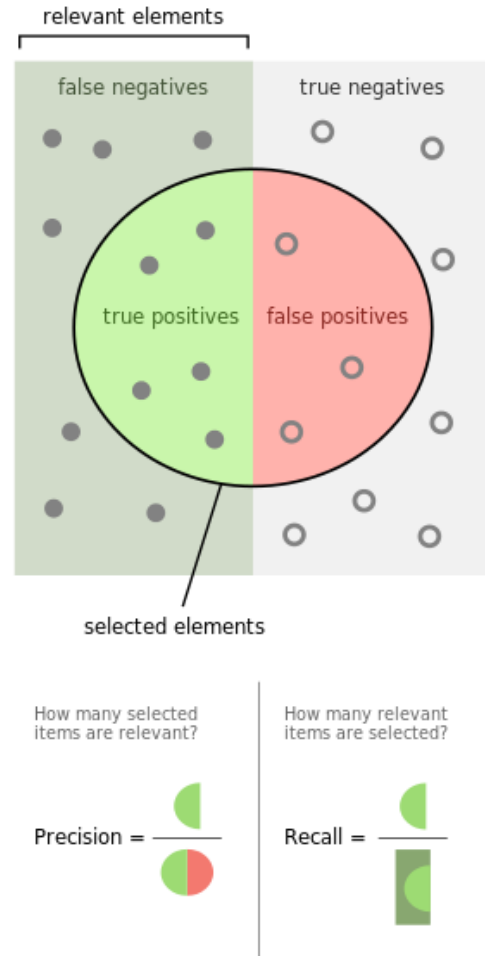 relevant elements
false negatives
true negatives
true positives
false positives
selected elements
How many selected
items are relevant?
How many relevant
items are selected?
Precision =
Recall =